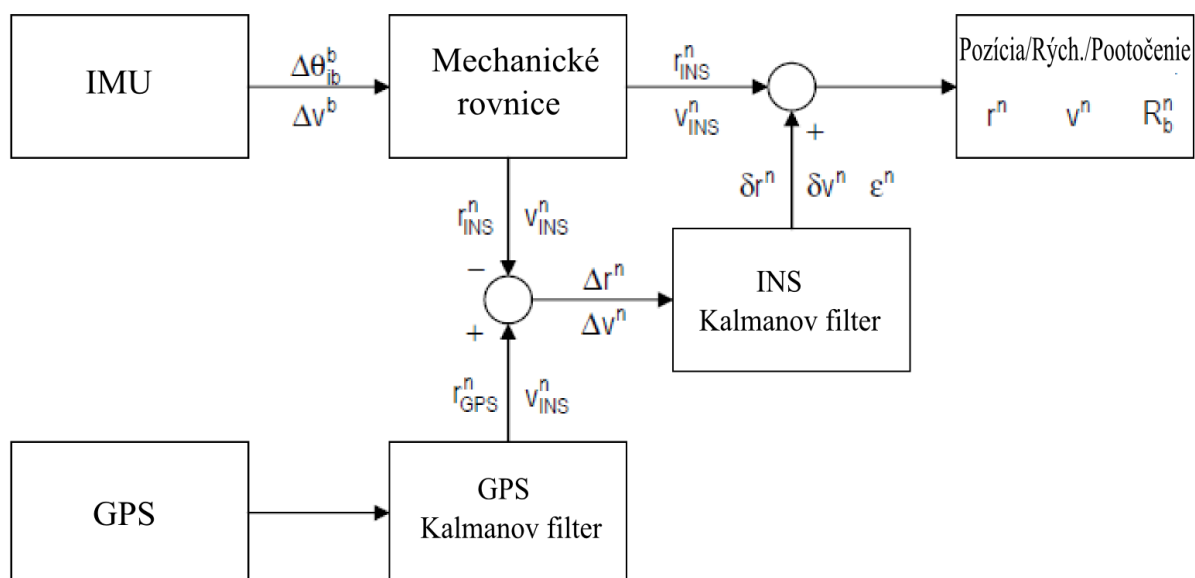 IMU
Δθ^b_ib
Δv^b
Mechanické
rovnice
r^n_INS
v^n_INS
+
Pozícia/Rých./Pootočenie
r^n v^n R^n_b
δr^n δv^n ε^n
r^n_INS v^n_INS
−
+
Δr^n
Δv^n
INS
Kalmanov filter
r^n_GPS v^n_INS
GPS
GPS
Kalmanov filter